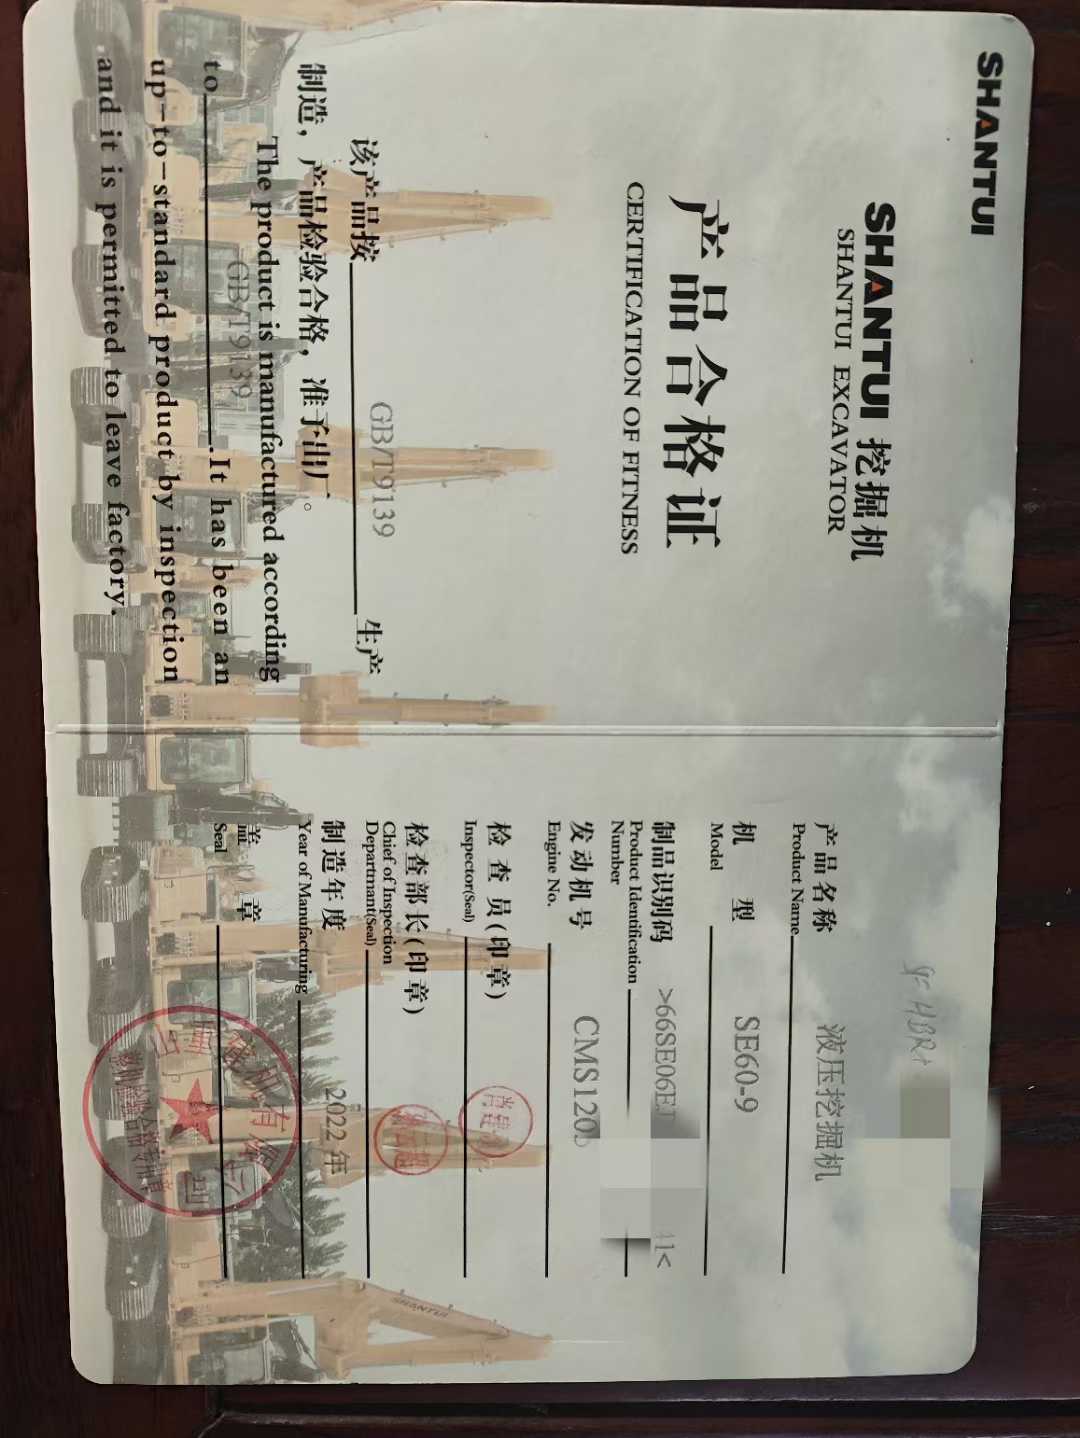 SHANTUI
SHANTUI 挖掘机
SHANTUI EXCAVATOR
产品合格证
CERTIFICATION OF FITNESS
该产品按 GB/T9139 生产
制造，产品检验合格，准予出厂。
The product is manufactured according
to GB/T9139 .It has been an
up-to-standard product by inspection
and it is permitted to leave factory.
产品名称 液压挖掘机
Product Name
机 型 SE60-9
Model
制品识别码 >66SE06EJ 41<
Product Identification
Number
发动机号 CMS1205
Engine No.
检查员(印章)
Inspector(Seal)
检查部长(印章)
Chief of Inspection
Departmant(Seal)
制造年度 2022 年
Year of Manufacturing
盖 章
Seal
SHANTUI